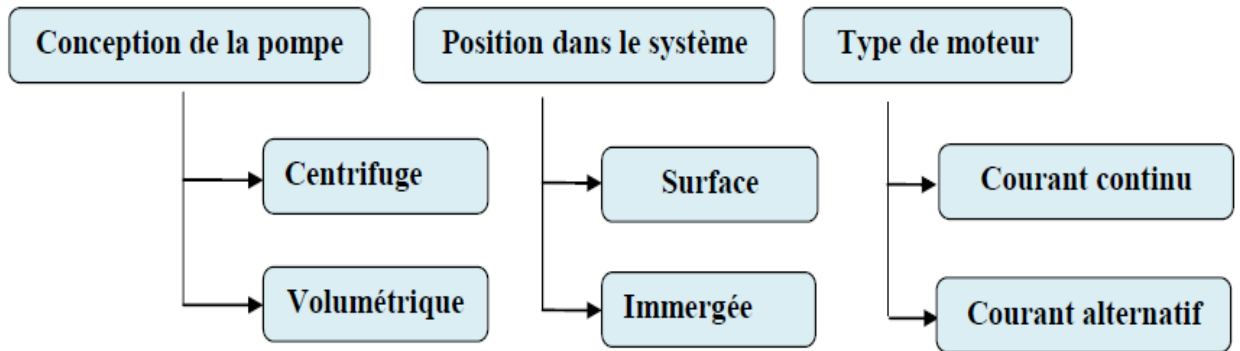 Conception de la pompe
Position dans le système
Type de moteur
Centrifuge
Surface
Courant continu
Volumétrique
Immergée
Courant alternatif